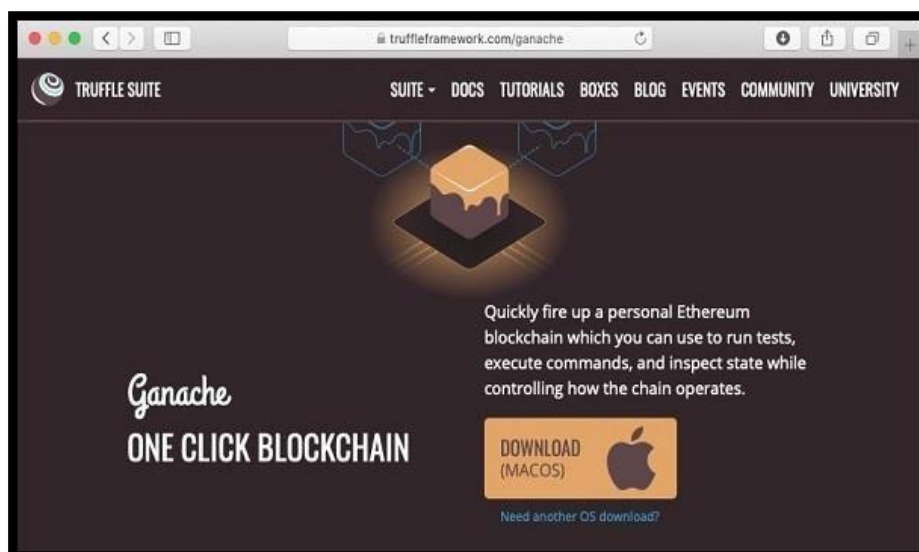 truffleframework.com/ganache
TRUFFLE SUITE
SUITE DOCS TUTORIALS BOXES BLOG EVENTS COMMUNITY UNIVERSITY
Quickly fire up a personal Ethereum
blockchain which you can use to run tests,
execute commands, and inspect state while
controlling how the chain operates.
Ganache
ONE CLICK BLOCKCHAIN
DOWNLOAD
(MACOS)
Need another OS download?